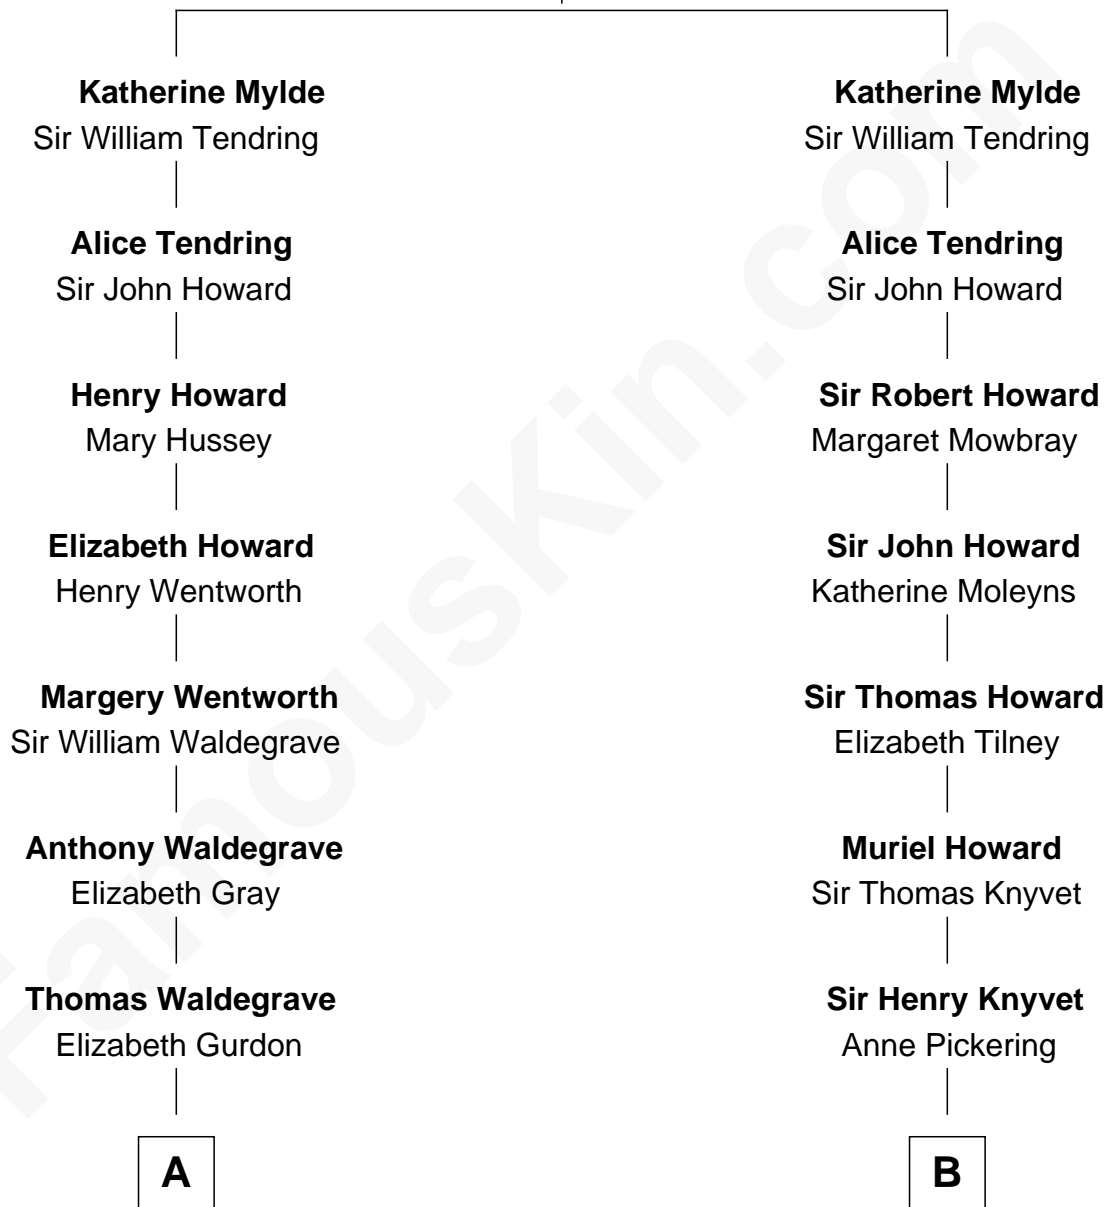 Katherine Mylde
Sir William Tendring
Alice Tendring
Sir John Howard
Henry Howard
Mary Hussey
Elizabeth Howard
Henry Wentworth
Margery Wentworth
Sir William Waldegrave
Anthony Waldegrave
Elizabeth Gray
Thomas Waldegrave
Elizabeth Gurdon
A
Katherine Mylde
Sir William Tendring
Alice Tendring
Sir John Howard
Sir Robert Howard
Margaret Mowbray
Sir John Howard
Katherine Moleyns
Sir Thomas Howard
Elizabeth Tilney
Muriel Howard
Sir Thomas Knyvet
Sir Henry Knyvet
Anne Pickering
B
FamousKin.com